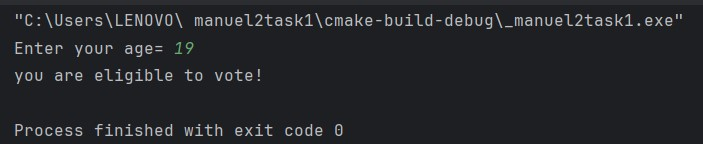 "C:\Users\LENOVO\ manuel2task1\cmake-build-debug\_manuel2task1.exe"
Enter your age= 19
you are eligible to vote!
Process finished with exit code 0